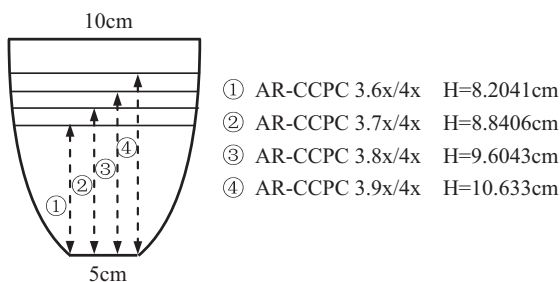 10cm
① AR-CCPC 3.6x/4x H=8.2041cm
② AR-CCPC 3.7x/4x H=8.8406cm
③ AR-CCPC 3.8x/4x H=9.6043cm
④ AR-CCPC 3.9x/4x H=10.633cm
④
③
②
①
5cm